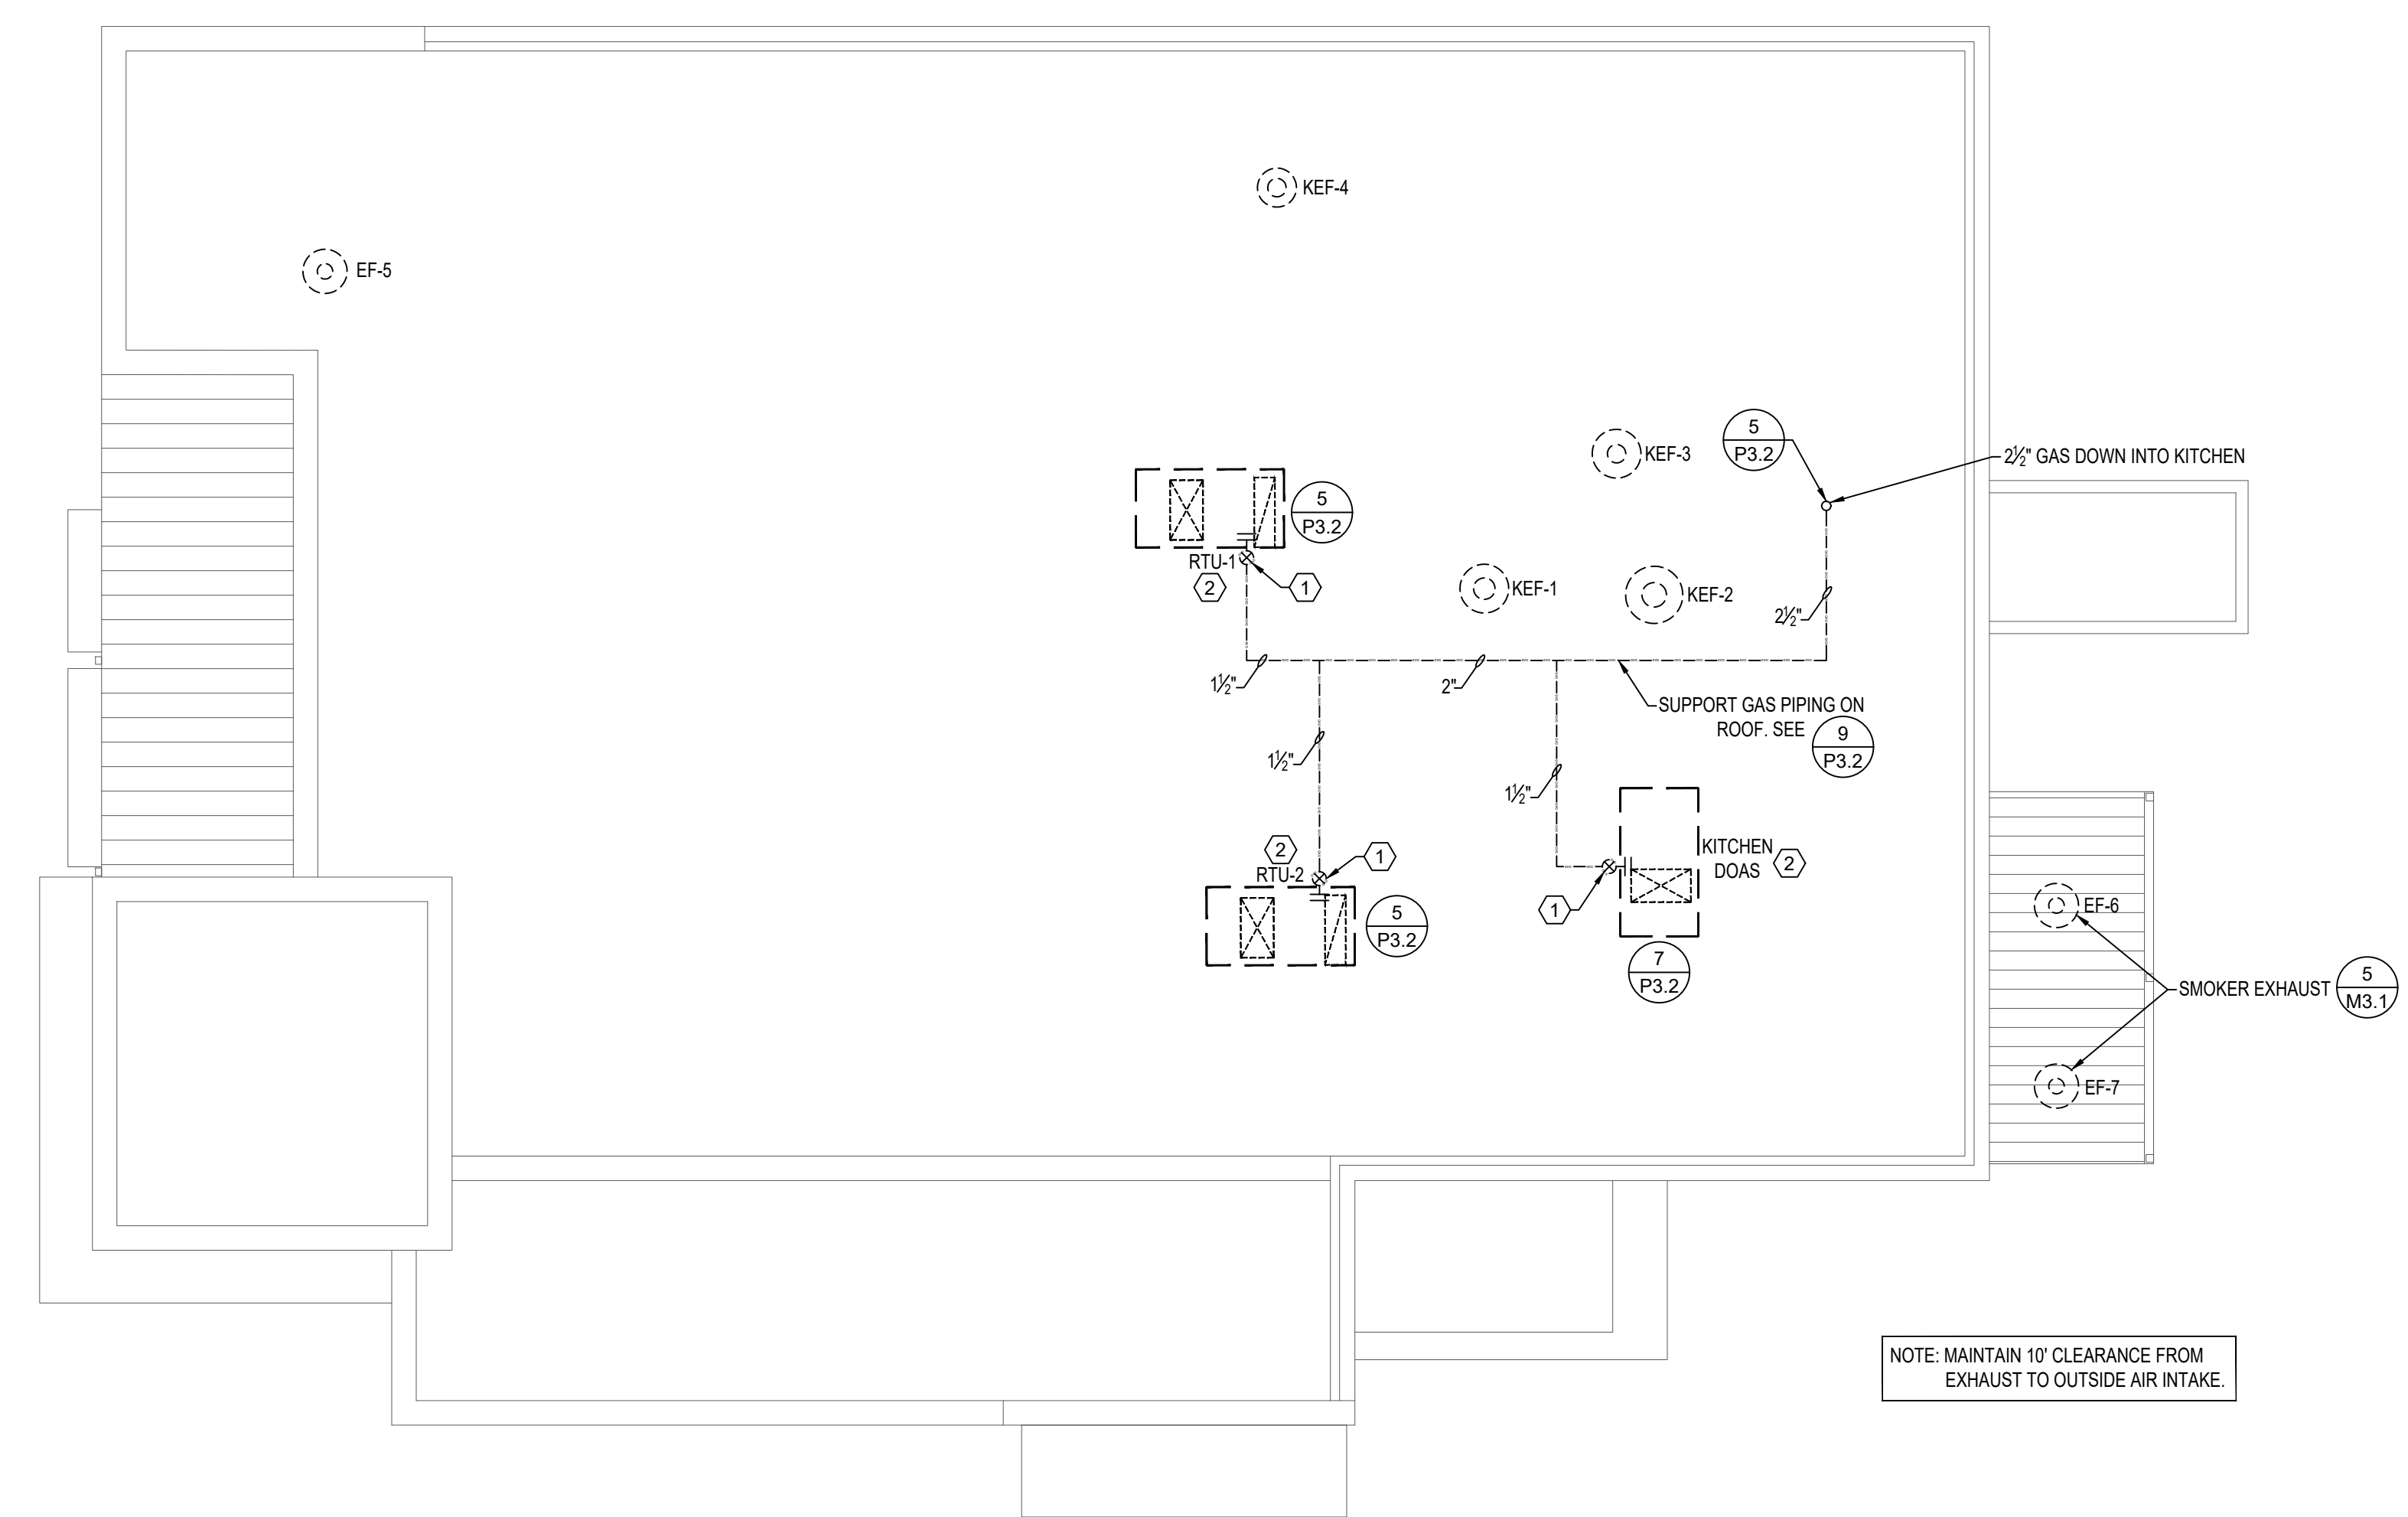 KEF-4
EF-5
5
P3.2
KEF-3
2½" GAS DOWN INTO KITCHEN
5
P3.2
RTU-1
2
1
KEF-1
KEF-2
2½"
1½"
2"
SUPPORT GAS PIPING ON
ROOF. SEE
9
P3.2
1½"
1½"
2
1
RTU-2
KITCHEN
DOAS
2
1
5
P3.2
7
P3.2
EF-6
SMOKER EXHAUST
5
M3.1
EF-7
NOTE: MAINTAIN 10' CLEARANCE FROM
EXHAUST TO OUTSIDE AIR INTAKE.